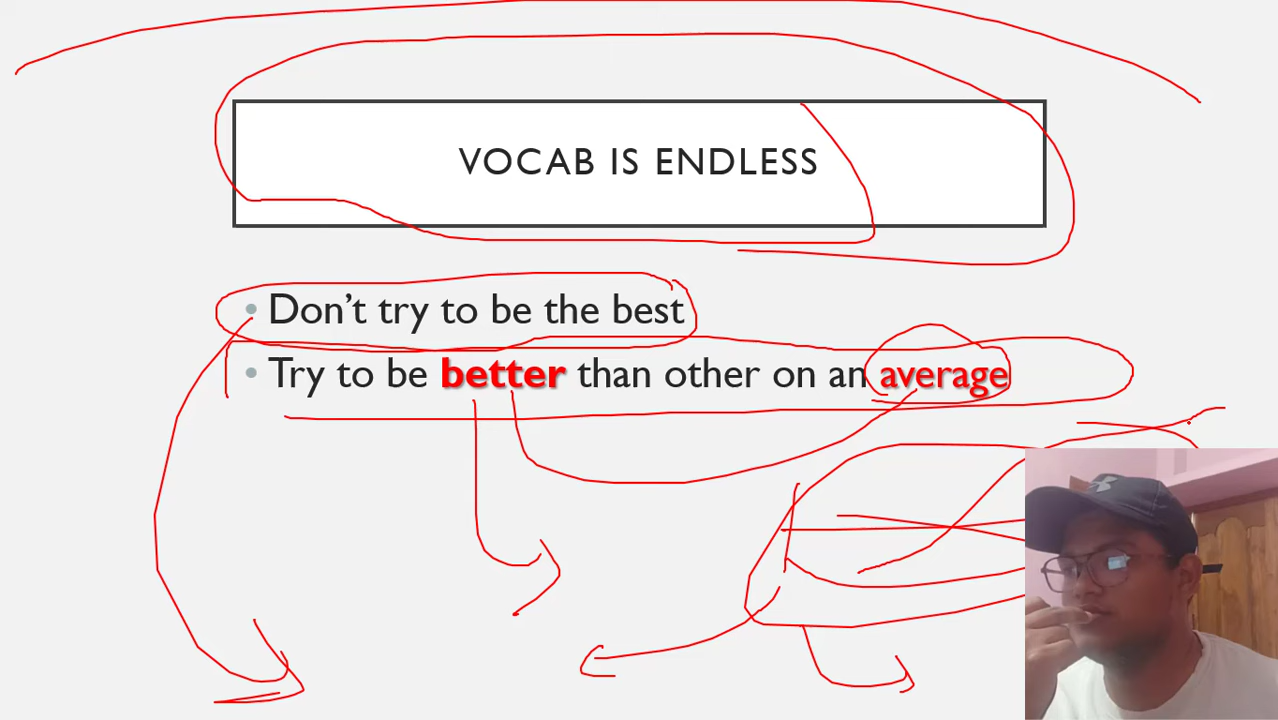 VOCAB IS ENDLESS
• Don't try to be the best
• Try to be better than other on an average